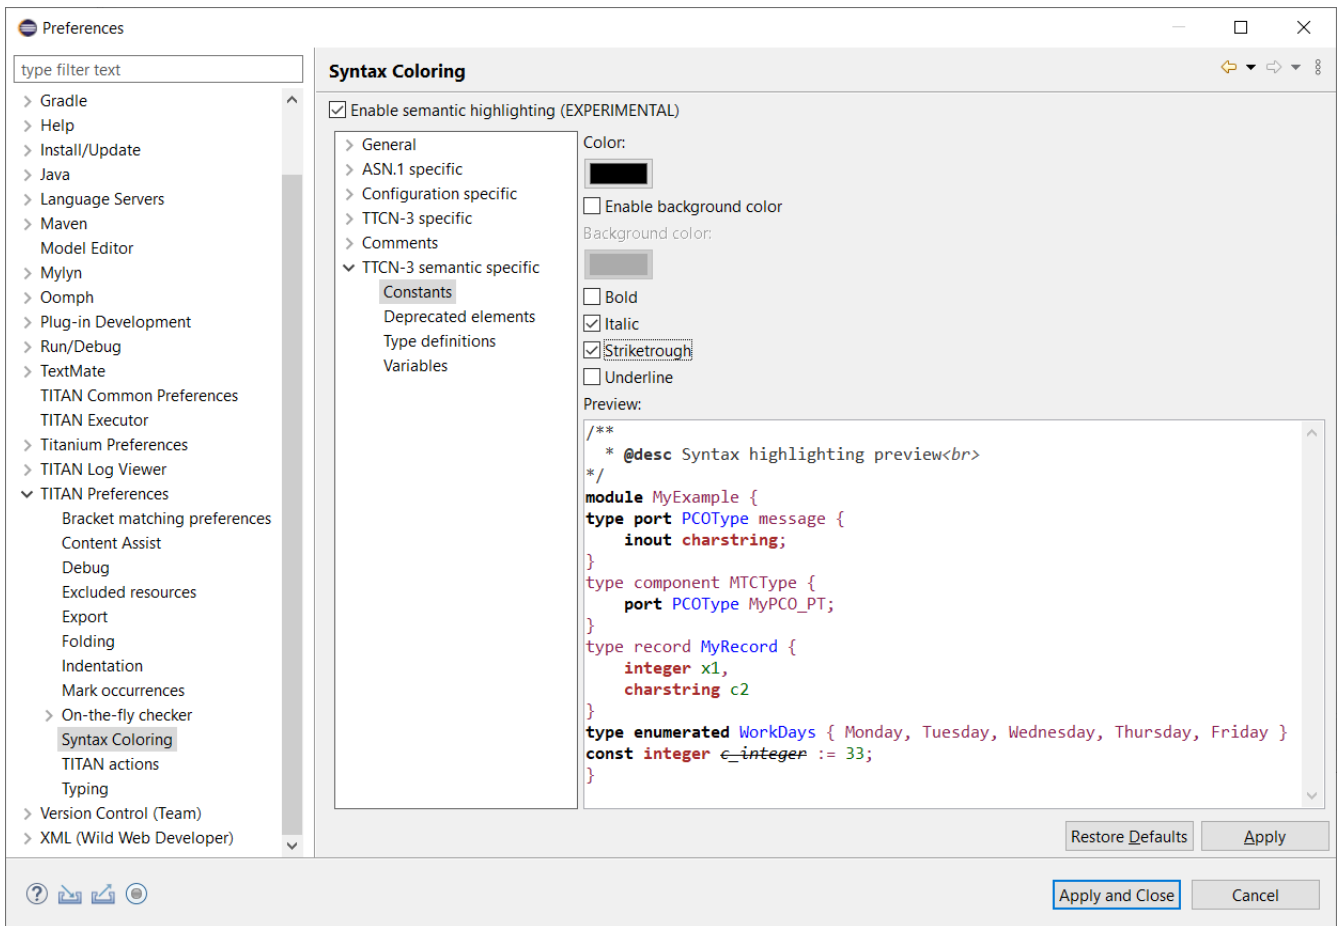 Preferences
type filter text
Gradle
Help
Install/Update
Java
Language Servers
Maven
Model Editor
Mylyn
Oomph
Plug-in Development
Run/Debug
TextMate
TITAN Common Preferences
TITAN Executor
Titanium Preferences
TITAN Log Viewer
TITAN Preferences
Bracket matching preferences
Content Assist
Debug
Excluded resources
Export
Folding
Indentation
Mark occurrences
On-the-fly checker
Syntax Coloring
TITAN actions
Typing
Version Control (Team)
XML (Wild Web Developer)
Syntax Coloring
Enable semantic highlighting (EXPERIMENTAL)
General
ASN.1 specific
Configuration specific
TTCN-3 specific
Comments
TTCN-3 semantic specific
Constants
Deprecated elements
Type definitions
Variables
Color:
Enable background color
Background color:
Bold
Italic
Striketrough
Underline
Preview:
/**
  * @desc Syntax highlighting preview<br>
*/
module MyExample {
type port PCOType message {
    inout charstring;
}
type component MTCType {
    port PCOType MyPCO_PT;
}
type record MyRecord {
    integer x1,
    charstring c2
}
type enumerated WorkDays { Monday, Tuesday, Wednesday, Thursday, Friday }
const integer c_integer := 33;
}
Restore Defaults
Apply
?
Apply and Close
Cancel